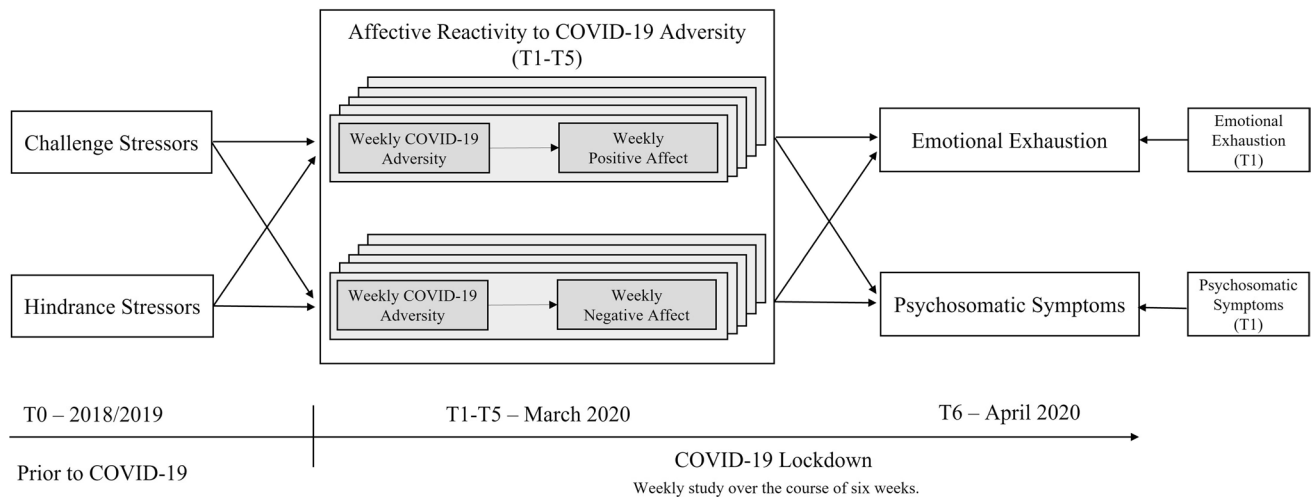 Affective Reactivity to COVID-19 Adversity
(T1-T5)
Challenge Stressors
Weekly COVID-19
Adversity
Weekly
Positive Affect
Emotional Exhaustion
Emotional
Exhaustion
(T1)
Hindrance Stressors
Weekly COVID-19
Adversity
Weekly
Negative Affect
Psychosomatic Symptoms
Psychosomatic
Symptoms
(T1)
T0 – 2018/2019
T1-T5 – March 2020
T6 – April 2020
Prior to COVID-19
COVID-19 Lockdown
Weekly study over the course of six weeks.